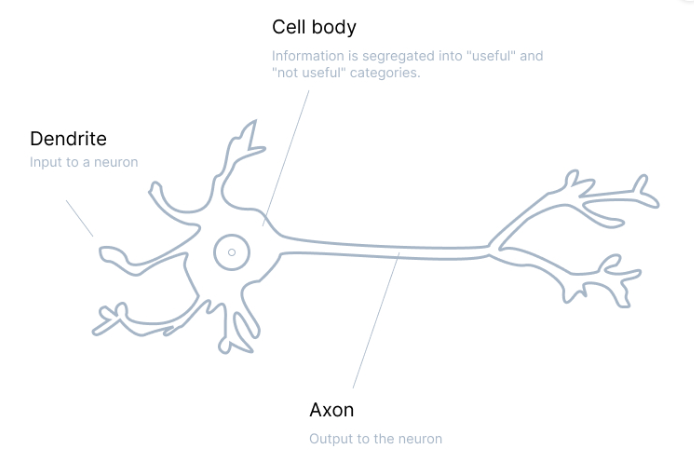 Cell body
Information is segregated into "useful" and
"not useful" categories.
Dendrite
Input to a neuron
Axon
Output to the neuron